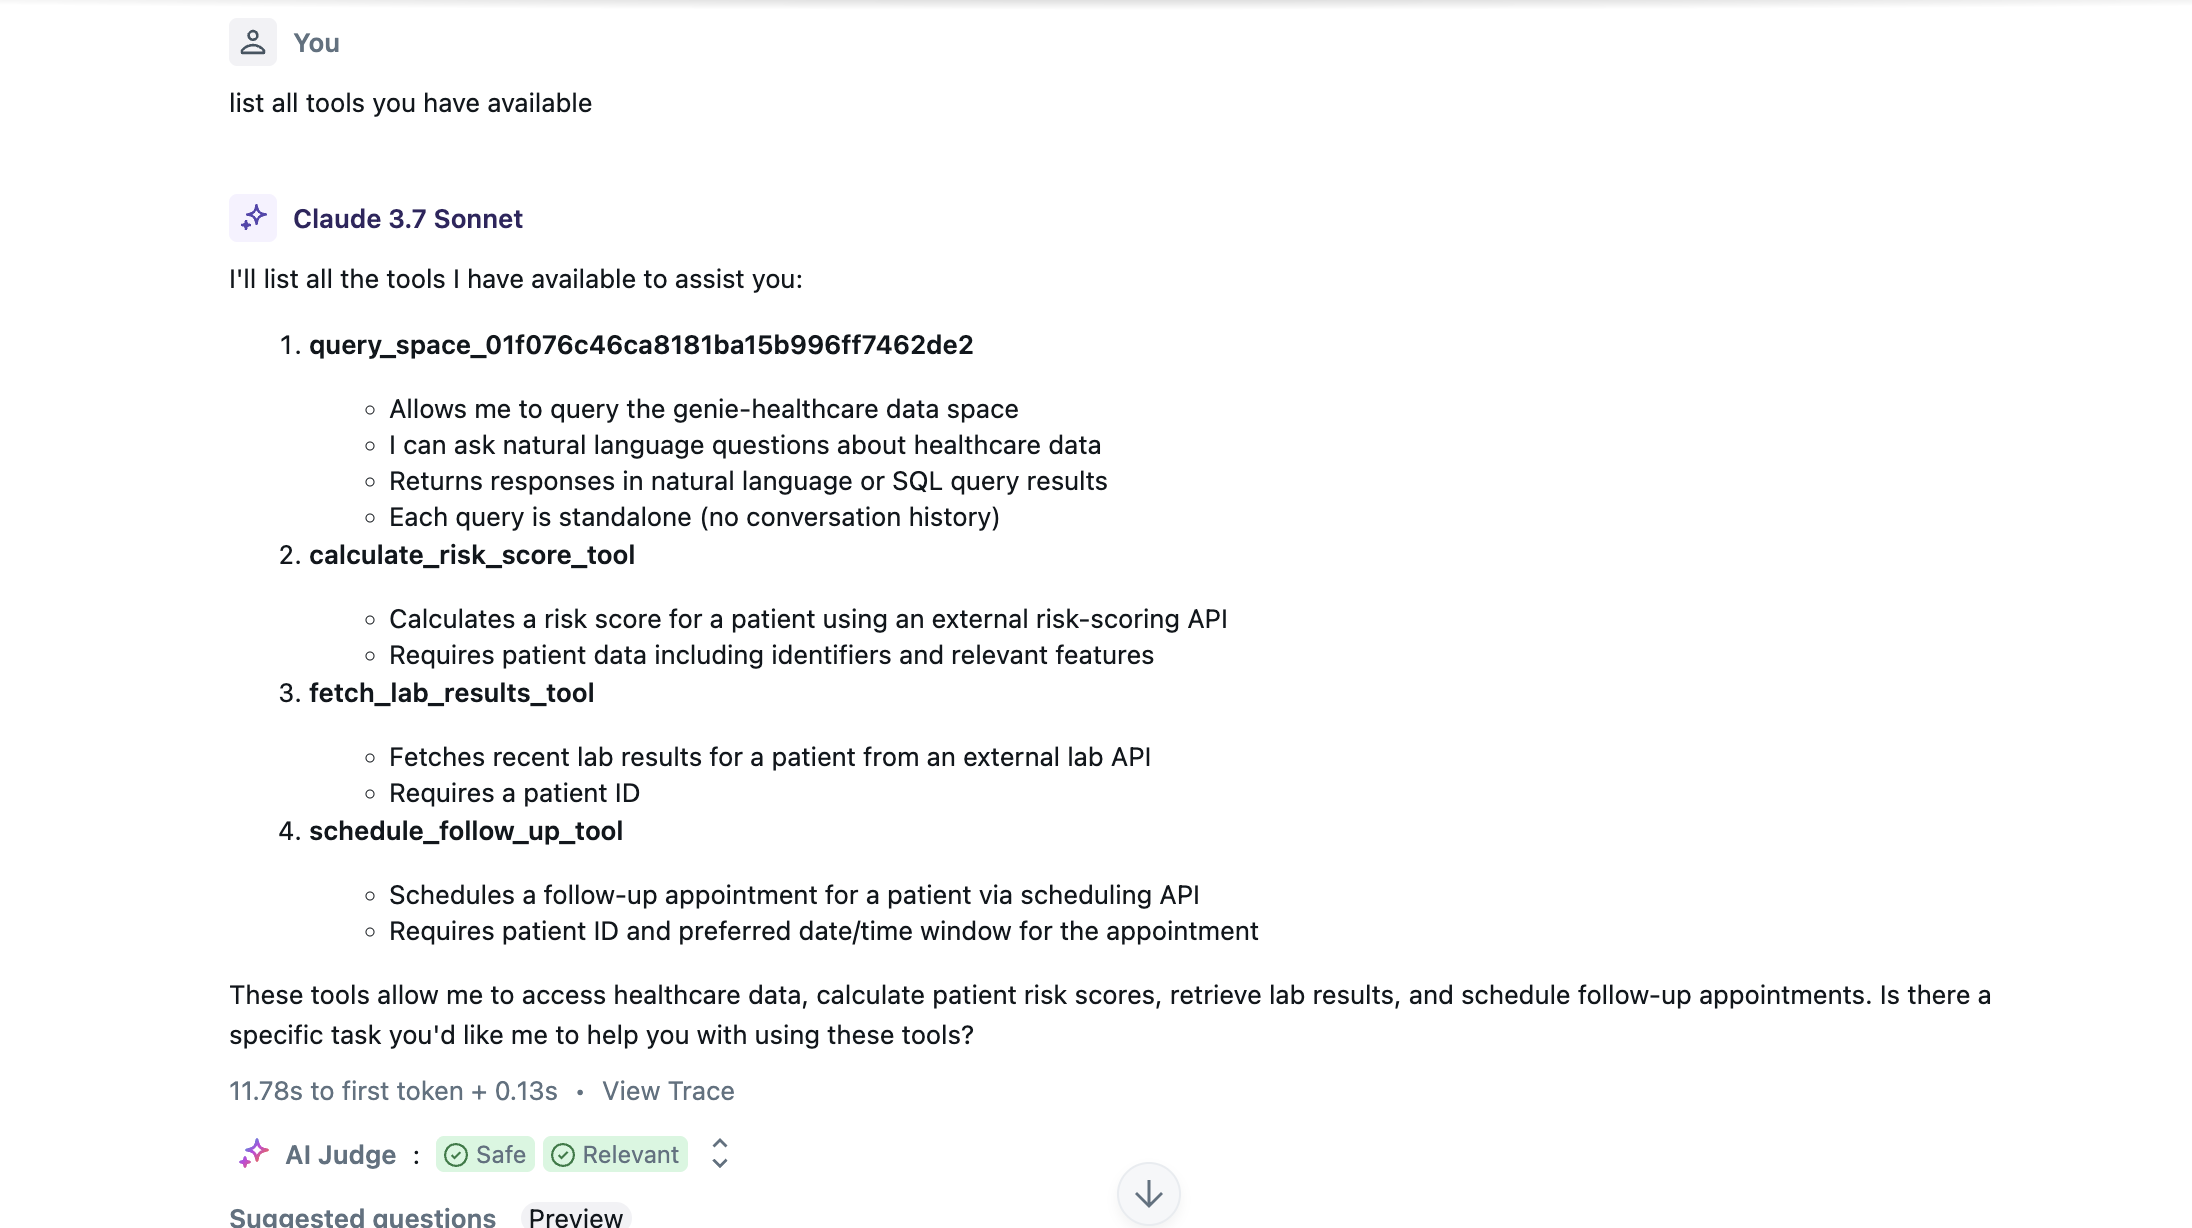 You
list all tools you have available
Claude 3.7 Sonnet
I'll list all the tools I have available to assist you:
1. query_space_01f076c46ca8181ba15b996ff7462de2
Allows me to query the genie-healthcare data space
I can ask natural language questions about healthcare data
Returns responses in natural language or SQL query results
Each query is standalone (no conversation history)
2. calculate_risk_score_tool
Calculates a risk score for a patient using an external risk-scoring API
Requires patient data including identifiers and relevant features
3. fetch_lab_results_tool
Fetches recent lab results for a patient from an external lab API
Requires a patient ID
4. schedule_follow_up_tool
Schedules a follow-up appointment for a patient via scheduling API
Requires patient ID and preferred date/time window for the appointment
These tools allow me to access healthcare data, calculate patient risk scores, retrieve lab results, and schedule follow-up appointments. Is there a
specific task you'd like me to help you with using these tools?
11.78s to first token + 0.13s • View Trace
AI Judge : Safe Relevant
Suggested questions Preview